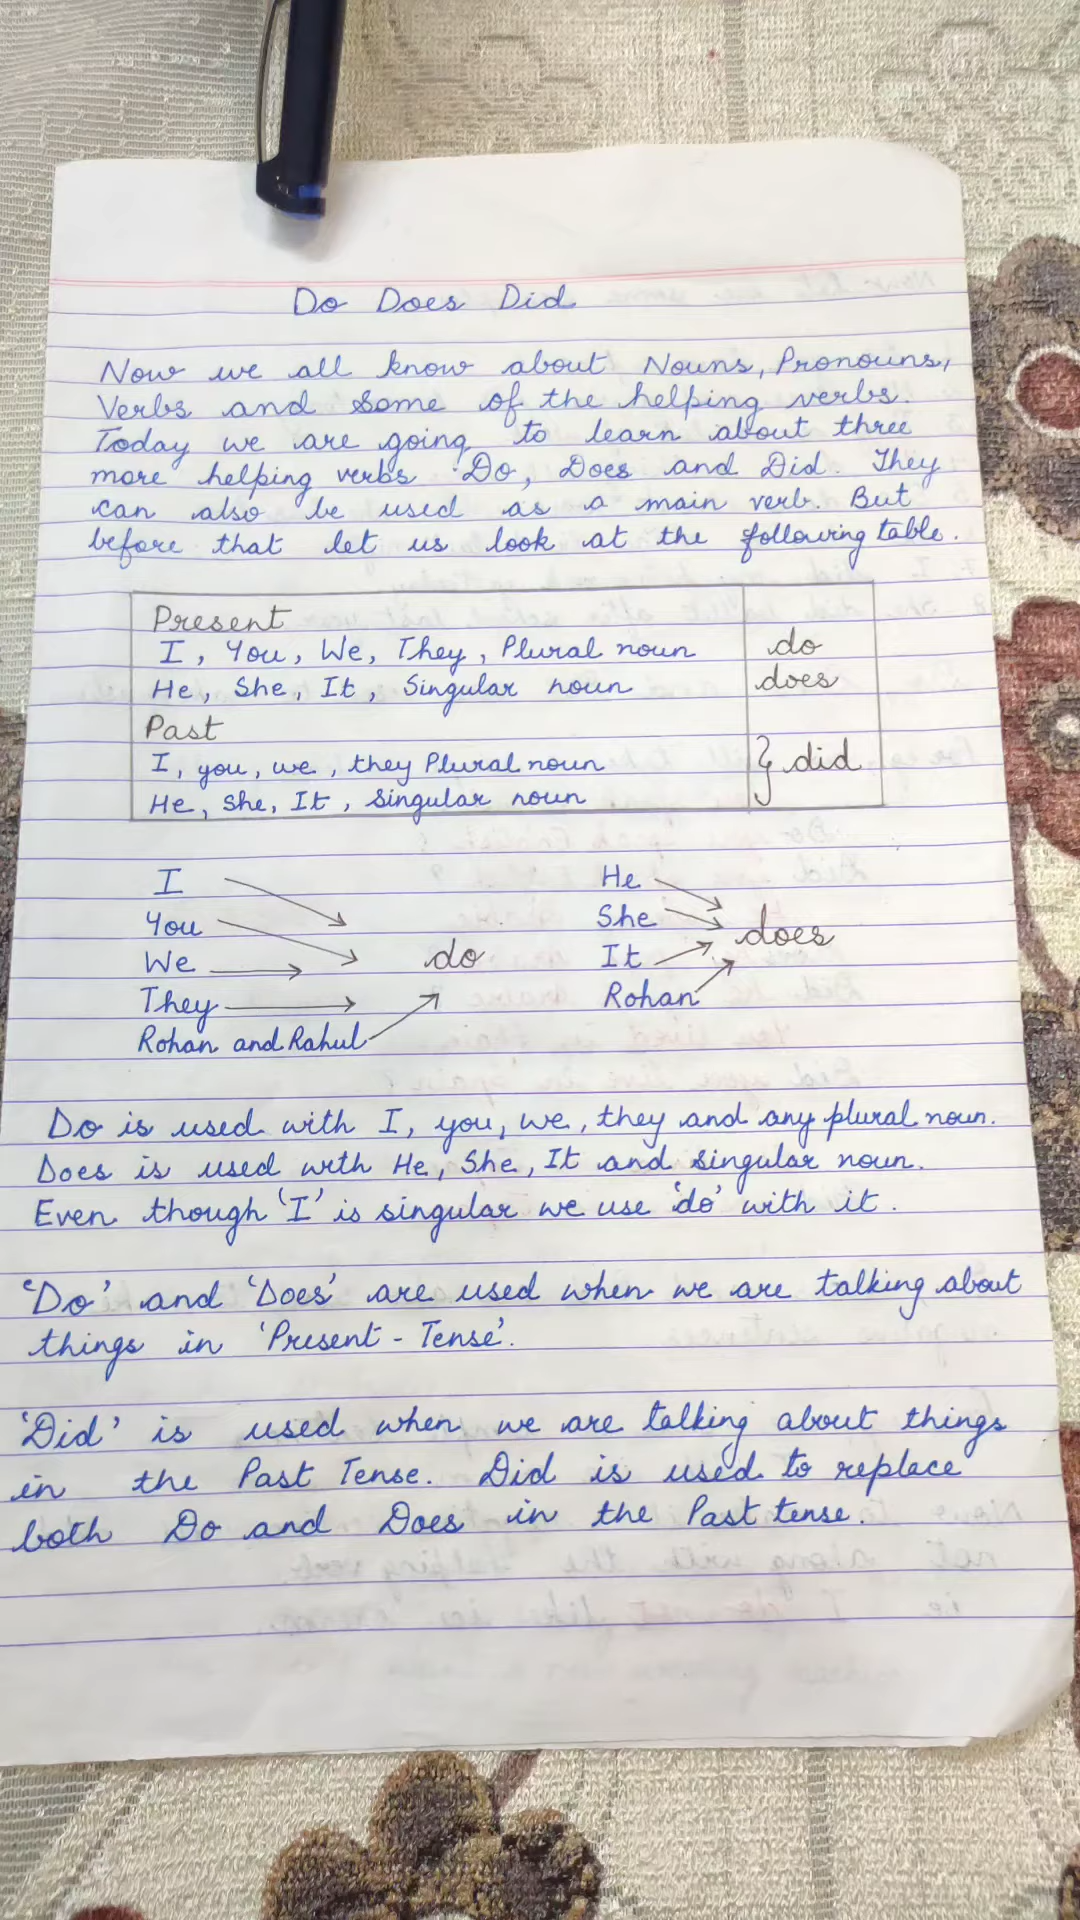 Do Does Did
Now we all know about Nouns, Pronouns,
Verbs and some of the helping verbs.
Today we are going to learn about three
more helping verbs Do, Does and Did. They
can also be used as a main verb. But
before that let us look at the following table.
Present
I, You, We, They, Plural noun do
He, She, It, Singular noun does
Past
I, you, we, they Plural noun } did
He, She, It, Singular noun
I
You
We do
They
Rohan and Rahul
He
She does
It
Rohan
Do is used with I, you, we, they and any plural noun.
Does is used with He, She, It and singular noun.
Even though 'I' is singular we use 'do' with it.
'Do' and 'Does' are used when we are talking about
things in 'Present - Tense'.
'Did' is used when we are talking about things
in the Past Tense. Did is used to replace
both Do and Does in the Past tense.